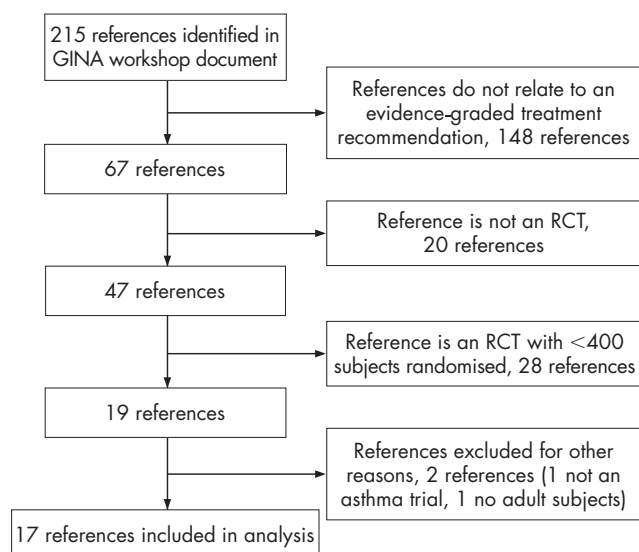 215 references identified in
GINA workshop document
References do not relate to an
evidence-graded treatment
recommendation, 148 references
67 references
Reference is not an RCT,
20 references
47 references
Reference is an RCT with <400
subjects randomised, 28 references
19 references
References excluded for other
reasons, 2 references (1 not an
asthma trial, 1 no adult subjects)
17 references included in analysis